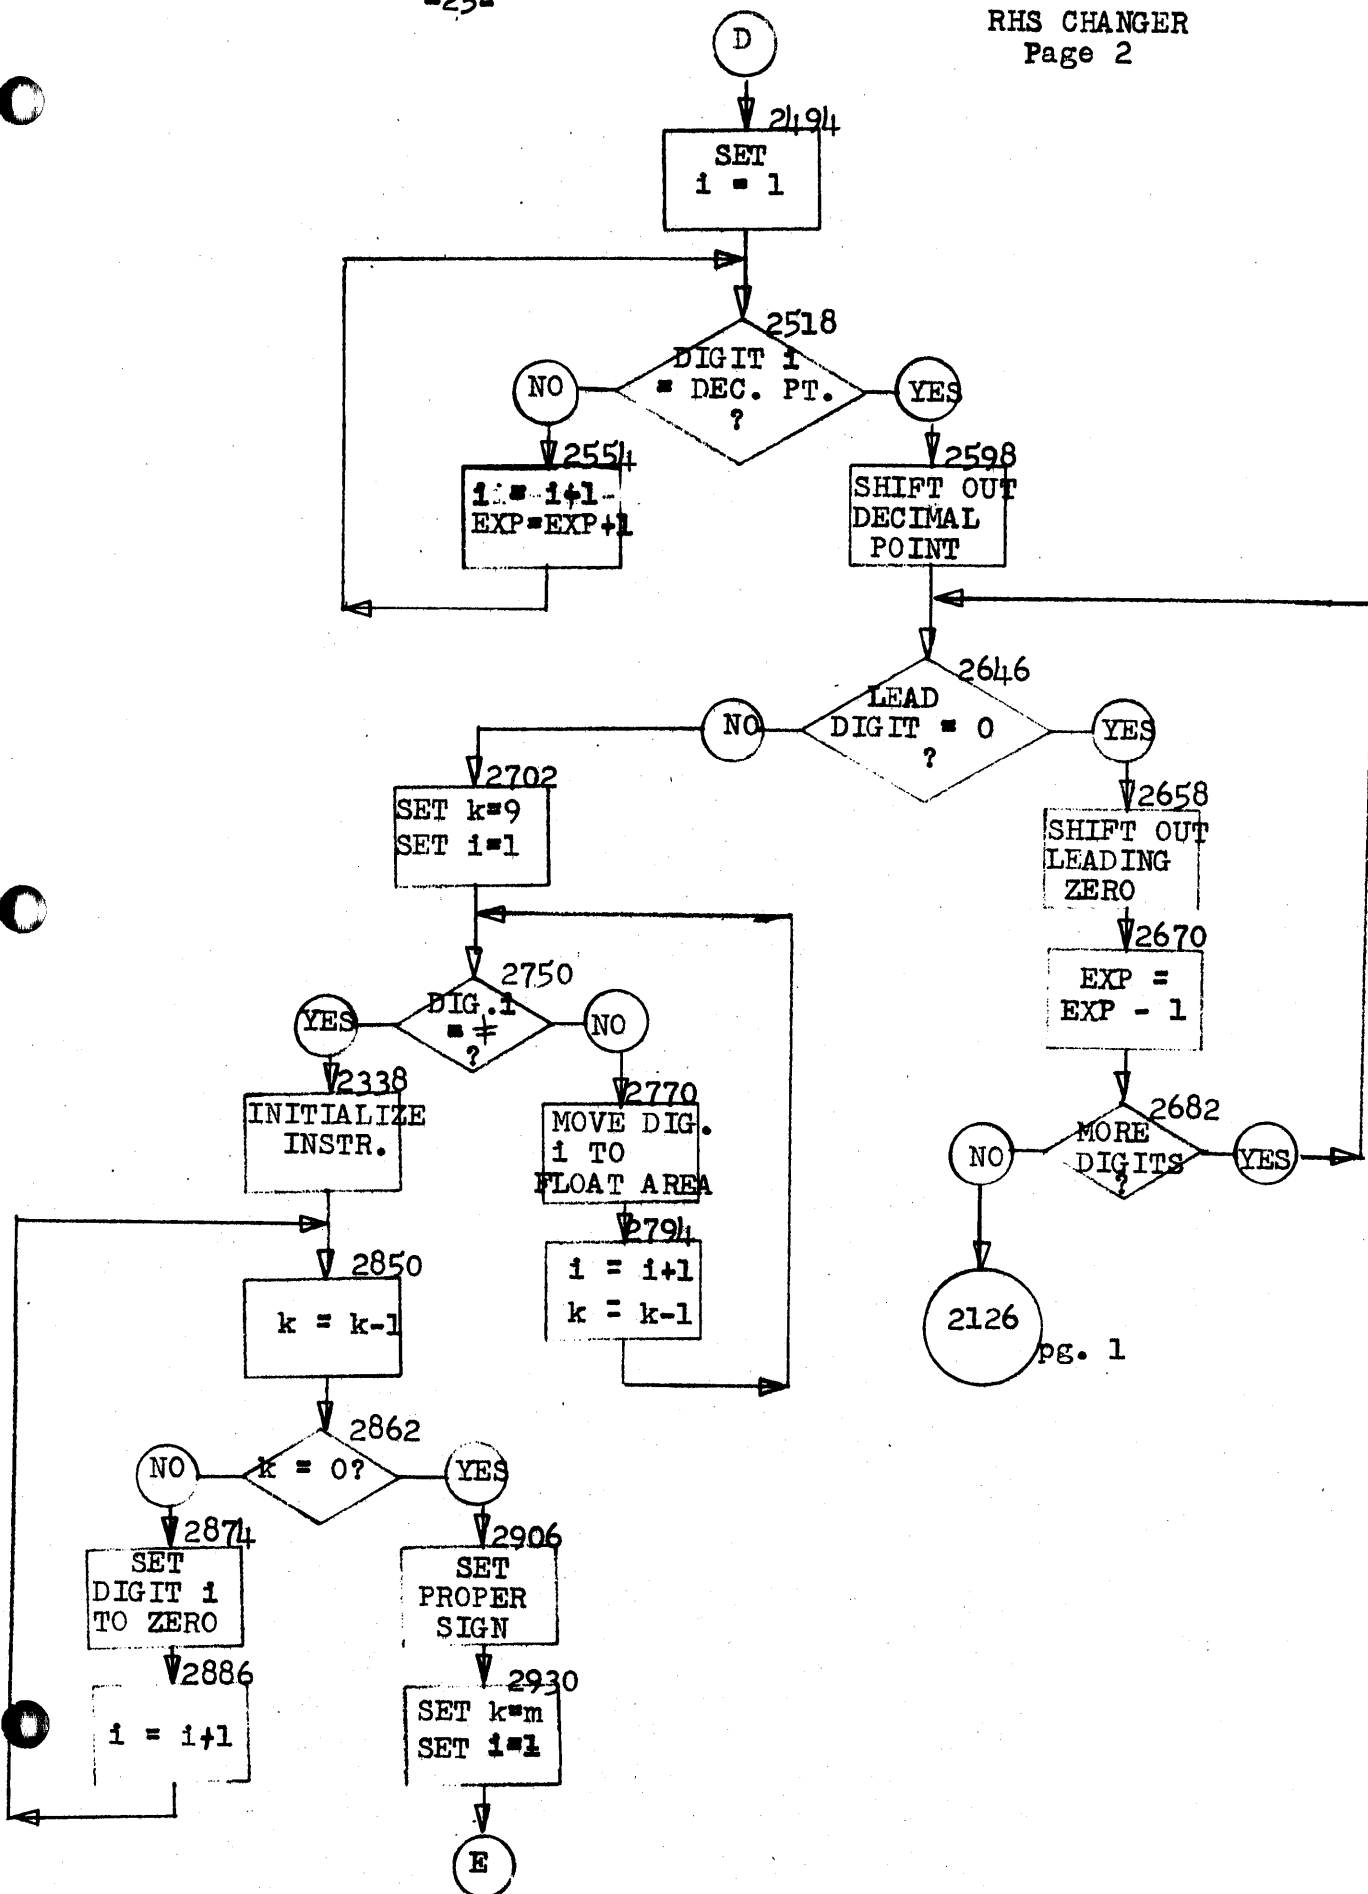 -23-
RHS CHANGER
Page 2
D
2494
SET
i = 1
2518
DIGIT i
= DEC. PT.
?
NO
YES
2554
i = i+1
EXP=EXP+1
2598
SHIFT OUT
DECIMAL
POINT
2646
LEAD
DIGIT = 0
?
NO
YES
2702
SET k=9
SET i=1
2658
SHIFT OUT
LEADING
ZERO
2670
EXP =
EXP - 1
2750
DIG.i
= ≠
?
YES
NO
2338
INITIALIZE
INSTR.
2770
MOVE DIG.
i TO
FLOAT AREA
2682
MORE
DIGITS
?
NO
YES
2794
i = i+1
k = k-1
2850
k = k-1
2126
pg. 1
2862
k = 0?
NO
YES
2874
SET
DIGIT i
TO ZERO
2906
SET
PROPER
SIGN
2886
i = i+1
2930
SET k=m
SET i=1
E